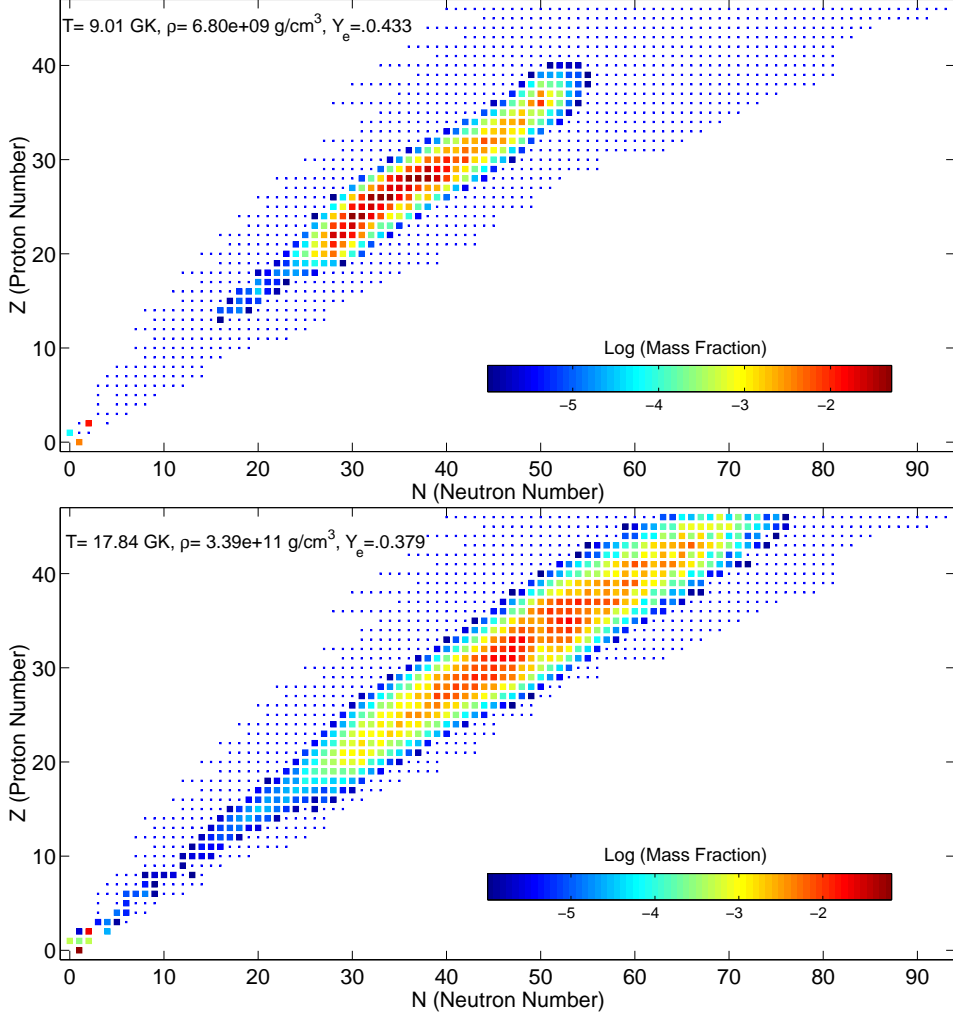 T= 9.01 GK, ρ= 6.80e+09 g/cm³, Yₑ=.0.433
40
30
20
10
0
Z (Proton Number)
Log (Mass Fraction)
−5 −4 −3 −2
0 10 20 30 40 50 60 70 80 90
N (Neutron Number)
T= 17.84 GK, ρ= 3.39e+11 g/cm³, Yₑ=.0.379
40
30
20
10
0
Z (Proton Number)
Log (Mass Fraction)
−5 −4 −3 −2
0 10 20 30 40 50 60 70 80 90
N (Neutron Number)